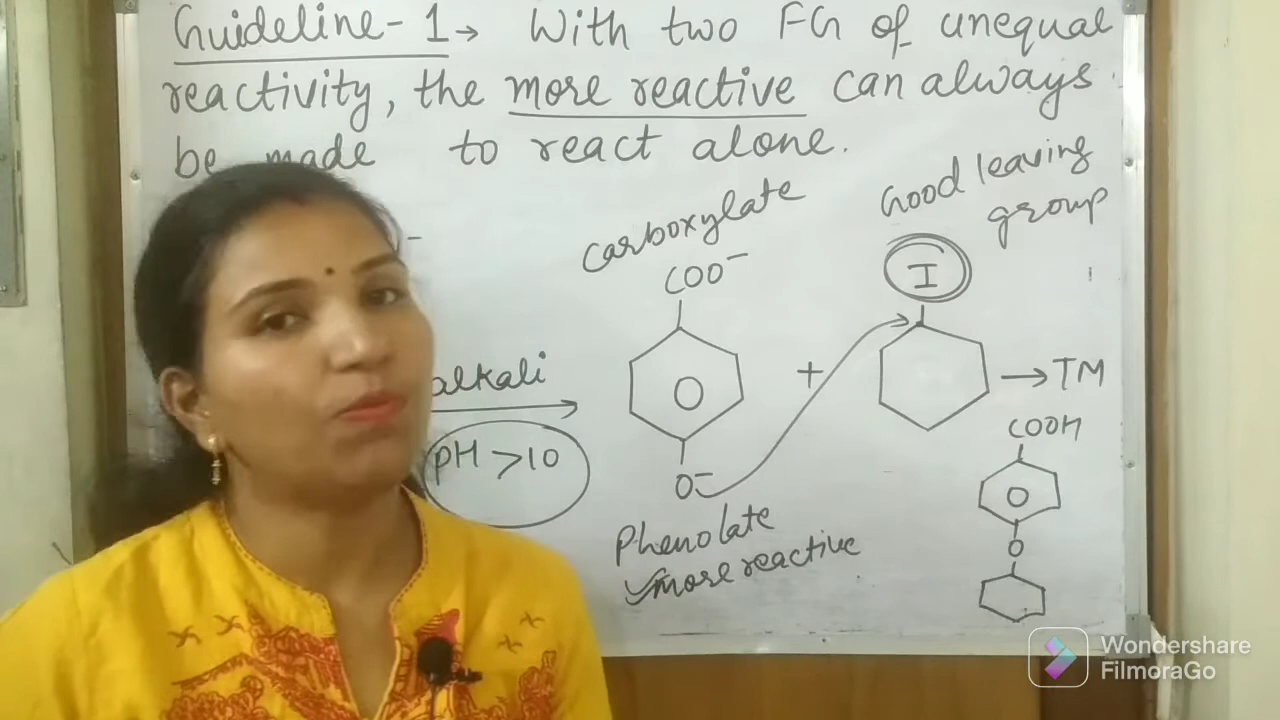 Guideline-1→ With two FG of unequal
reactivity, the more reactive can always
be made to react alone.
Good leaving
group
carboxylate
COO⁻
I
alkali
pH >10
+
→TM
O
O⁻
COOH
O
O
Phenolate
✓more reactive
Wondershare
FilmoraGo